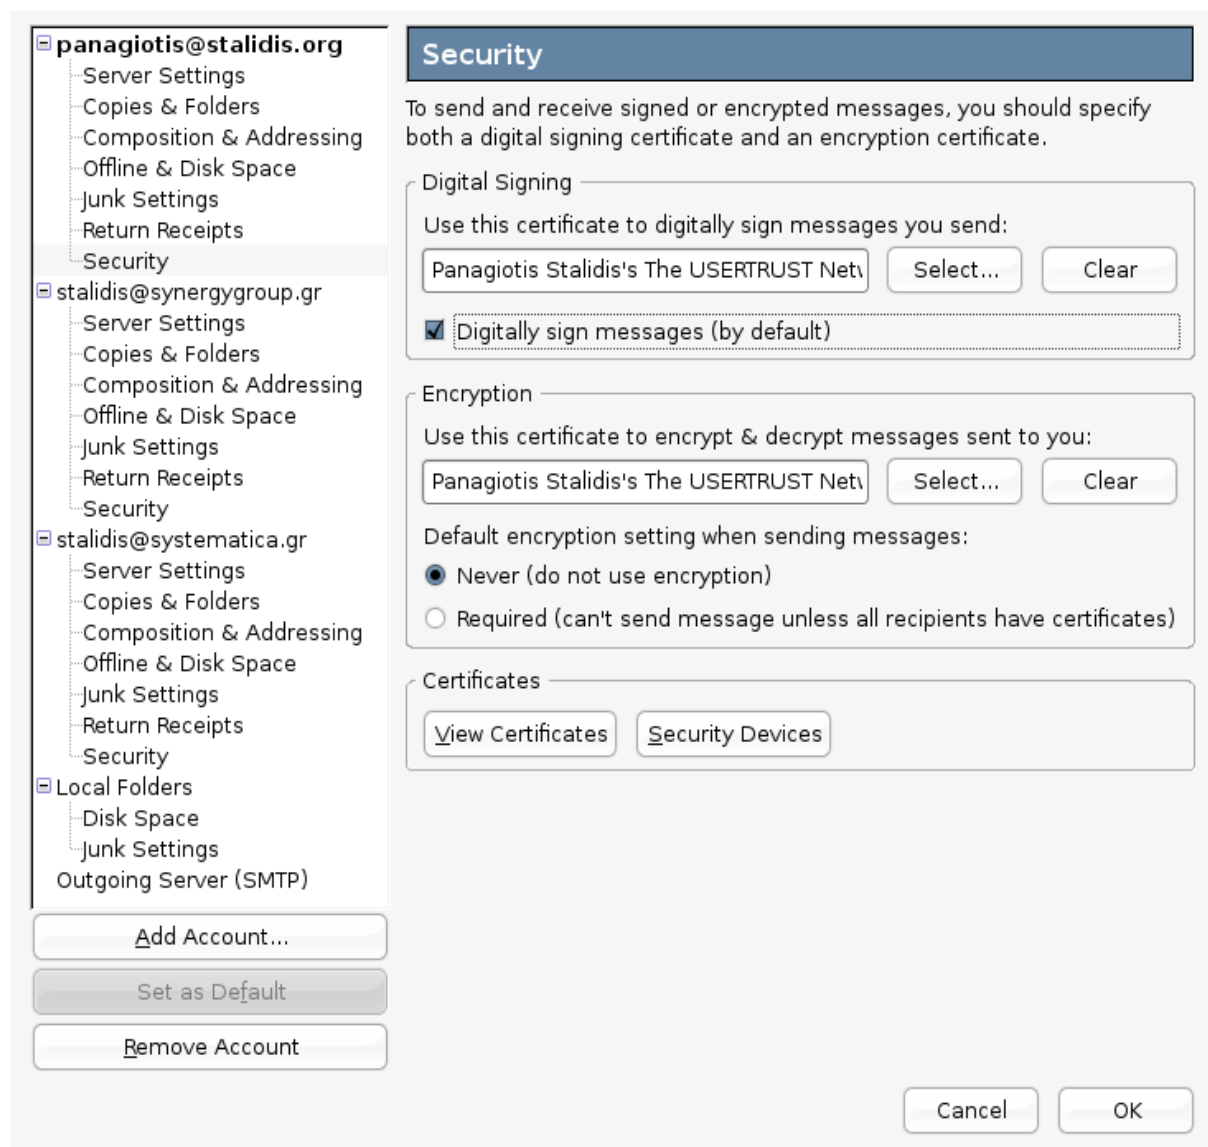 panagiotis@stalidis.org
Server Settings
Copies & Folders
Composition & Addressing
Offline & Disk Space
Junk Settings
Return Receipts
Security
stalidis@synergygroup.gr
Server Settings
Copies & Folders
Composition & Addressing
Offline & Disk Space
Junk Settings
Return Receipts
Security
stalidis@systematica.gr
Server Settings
Copies & Folders
Composition & Addressing
Offline & Disk Space
Junk Settings
Return Receipts
Security
Local Folders
Disk Space
Junk Settings
Outgoing Server (SMTP)
Add Account...
Set as Default
Remove Account
Security
To send and receive signed or encrypted messages, you should specify
both a digital signing certificate and an encryption certificate.
Digital Signing
Use this certificate to digitally sign messages you send:
Panagiotis Stalidis's The USERTRUST
Select...
Clear
Digitally sign messages (by default)
Encryption
Use this certificate to encrypt & decrypt messages sent to you:
Panagiotis Stalidis's The USERTRUST
Select...
Clear
Default encryption setting when sending messages:
Never (do not use encryption)
Required (can't send message unless all recipients have certificates)
Certificates
View Certificates
Security Devices
Cancel
OK